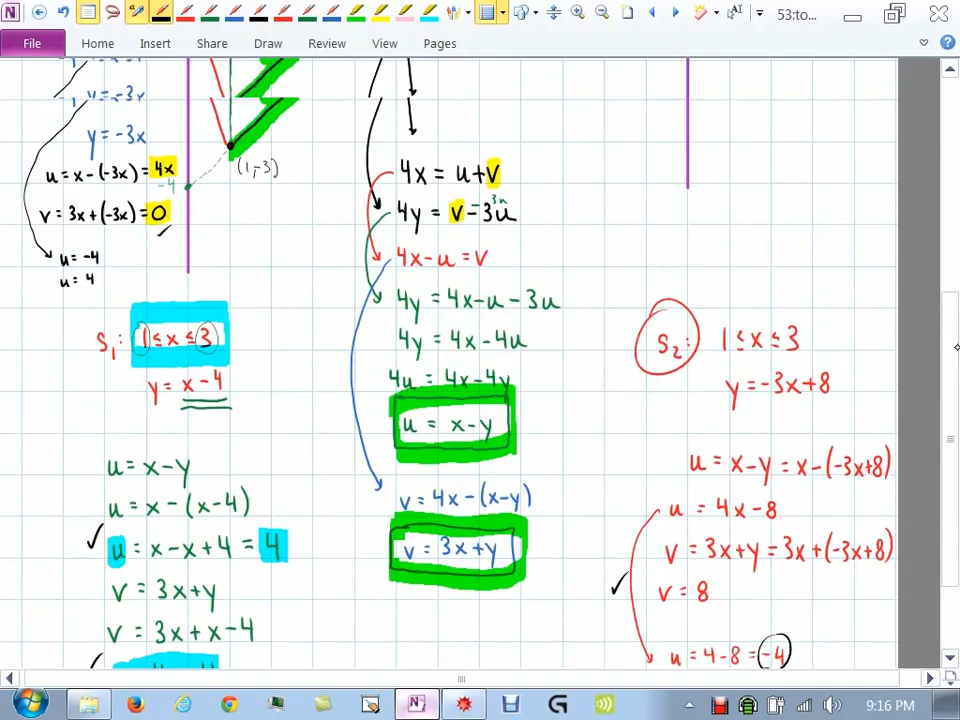 53:to...
File Home Insert Share Draw Review View Pages
y = -3x
y = -3x
u = x-(-3x) = 4x
-4
(1,-3)
v = 3x+(-3x) = 0
u = -4
u = 4
4x = u+v
4y = v-3u
3u
4x-u = v
4y = 4x-u-3u
4y = 4x-4u
4u = 4x-4y
u = x-y
v = 4x-(x-y)
v = 3x+y
S1: 1≤x≤3
y = x-4
u = x-y
u = x-(x-4)
u = x-x+4 = 4
v = 3x+y
v = 3x+x-4
S2: 1≤x≤3
y = -3x+8
u = x-y = x-(-3x+8)
u = 4x-8
v = 3x+y = 3x+(-3x+8)
v = 8
u = 4-8 = -4
9:16 PM